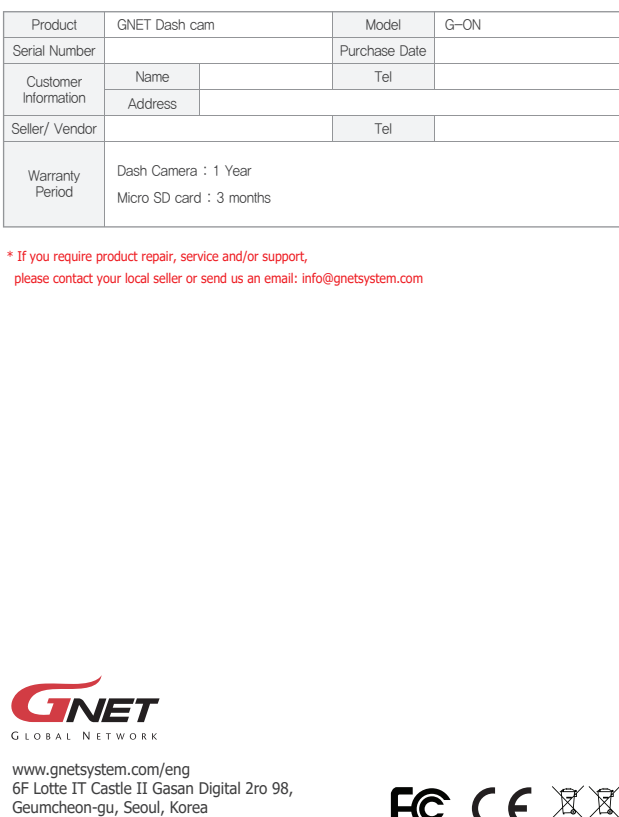 Product GNET Dash cam Model G-ON
Serial Number Purchase Date
Customer Information Name Tel
Address
Seller/ Vendor Tel
Warranty Period
Dash Camera : 1 Year
Micro SD card : 3 months
* If you require product repair, service and/or support,
please contact your local seller or send us an email: info@gnetsystem.com
GNET
GLOBAL NETWORK
www.gnetsystem.com/eng
6F Lotte IT Castle II Gasan Digital 2ro 98,
Geumcheon-gu, Seoul, Korea
FC CE